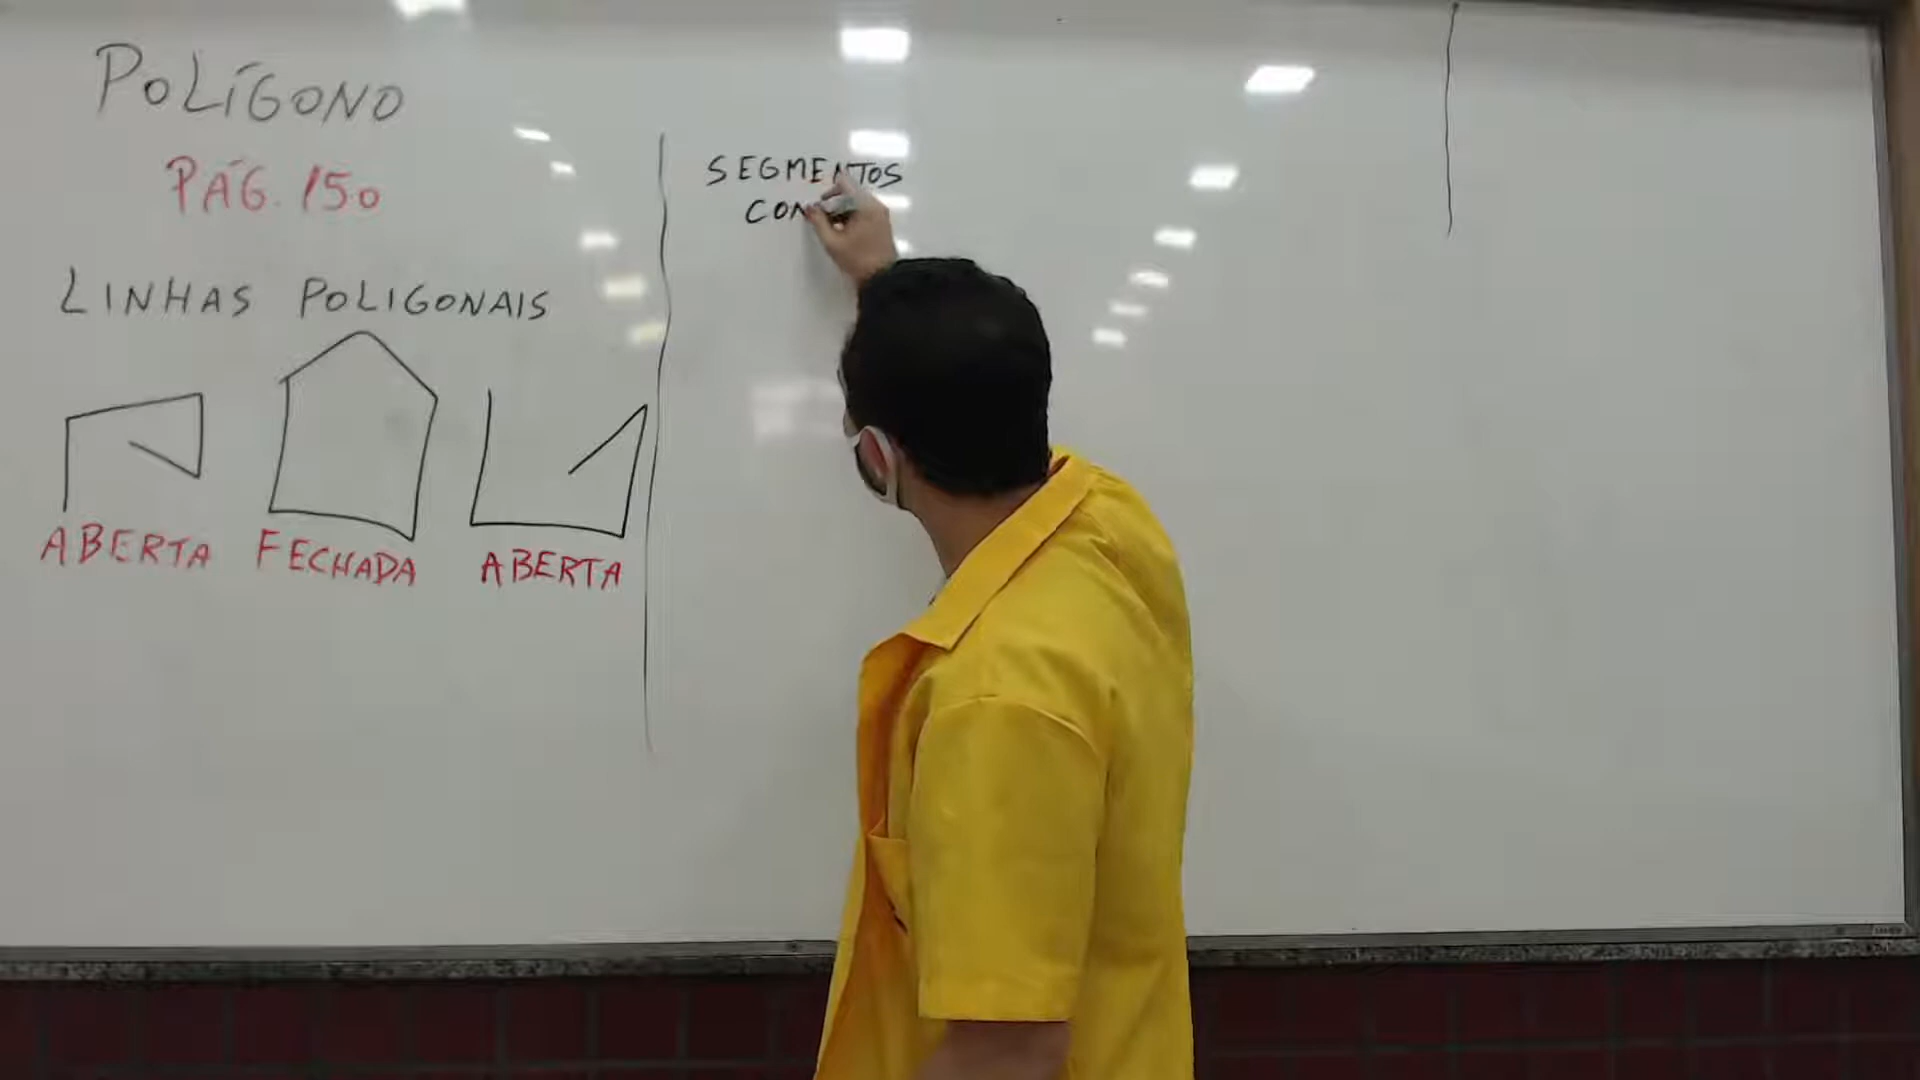 POLÍGONO
PÁG. 150
LINHAS POLIGONAIS
ABERTA FECHADA ABERTA
SEGMENTOS
CON